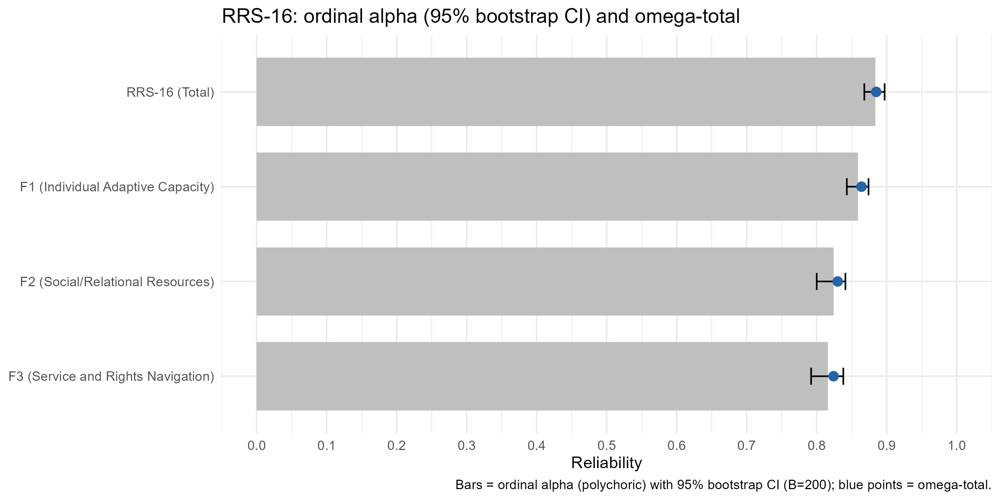 RRS-16: ordinal alpha (95% bootstrap CI) and omega-total
RRS-16 (Total)
F1 (Individual Adaptive Capacity)
F2 (Social/Relational Resources)
F3 (Service and Rights Navigation)
0.0 0.1 0.2 0.3 0.4 0.5 0.6 0.7 0.8 0.9 1.0
Reliability
Bars = ordinal alpha (polychoric) with 95% bootstrap CI (B=200); blue points = omega-total.